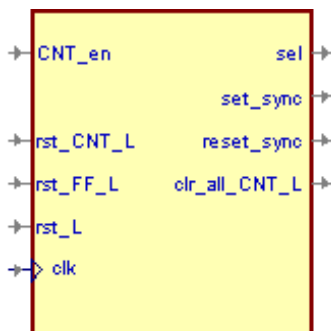 CNT_en sel
set_sync
rst_CNT_L reset_sync
rst_FF_L clr_all_CNT_L
rst_L
clk